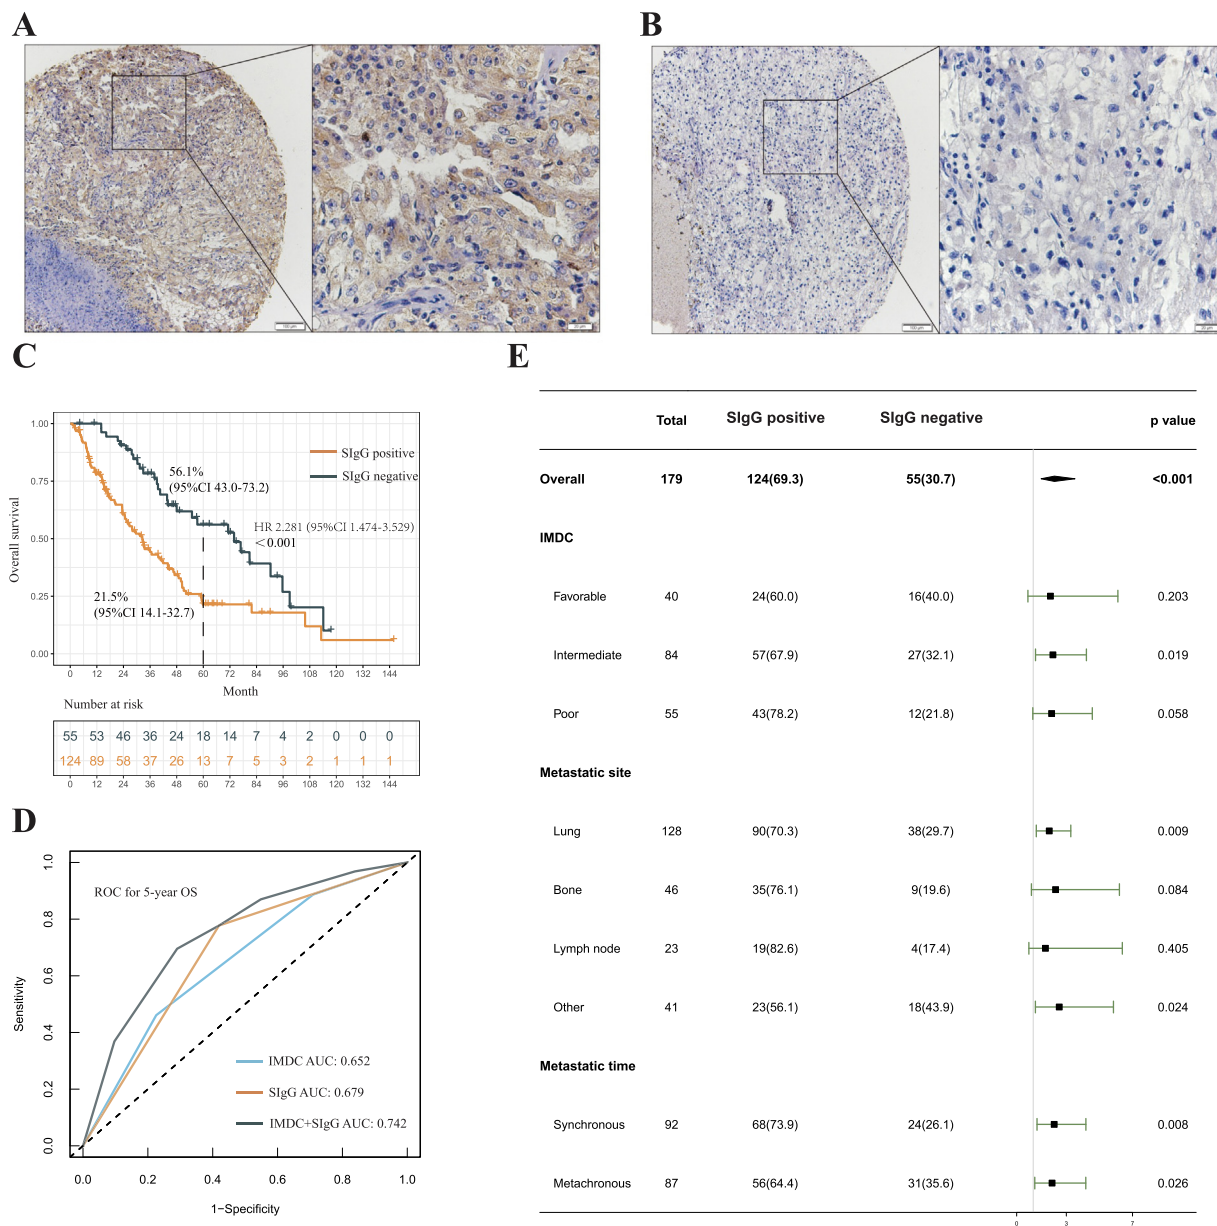 A
B
100 μm
20 μm
100 μm
20 μm
C
E
Overall survival
1.00
0.75
0.50
0.25
0.00
SIgG positive
SIgG negative
56.1%
(95%CI 43.0-73.2)
HR 2.281 (95%CI 1.474-3.529)
＜0.001
21.5%
(95%CI 14.1-32.7)
0 12 24 36 48 60 72 84 96 108 120 132 144
Month
Number at risk
55 53 46 36 24 18 14 7 4 2 0 0 0
124 89 58 37 26 13 7 5 3 2 1 1 1
0 12 24 36 48 60 72 84 96 108 120 132 144
D
ROC for 5-year OS
Sensitivity
1.0
0.8
0.6
0.4
0.2
0.0
IMDC AUC: 0.652
SIgG AUC: 0.679
IMDC+SIgG AUC: 0.742
0.0 0.2 0.4 0.6 0.8 1.0
1−Specificity
Total SIgG positive SIgG negative p value
Overall 179 124(69.3) 55(30.7) <0.001
IMDC
Favorable 40 24(60.0) 16(40.0) 0.203
Intermediate 84 57(67.9) 27(32.1) 0.019
Poor 55 43(78.2) 12(21.8) 0.058
Metastatic site
Lung 128 90(70.3) 38(29.7) 0.009
Bone 46 35(76.1) 9(19.6) 0.084
Lymph node 23 19(82.6) 4(17.4) 0.405
Other 41 23(56.1) 18(43.9) 0.024
Metastatic time
Synchronous 92 68(73.9) 24(26.1) 0.008
Metachronous 87 56(64.4) 31(35.6) 0.026
0 3 7